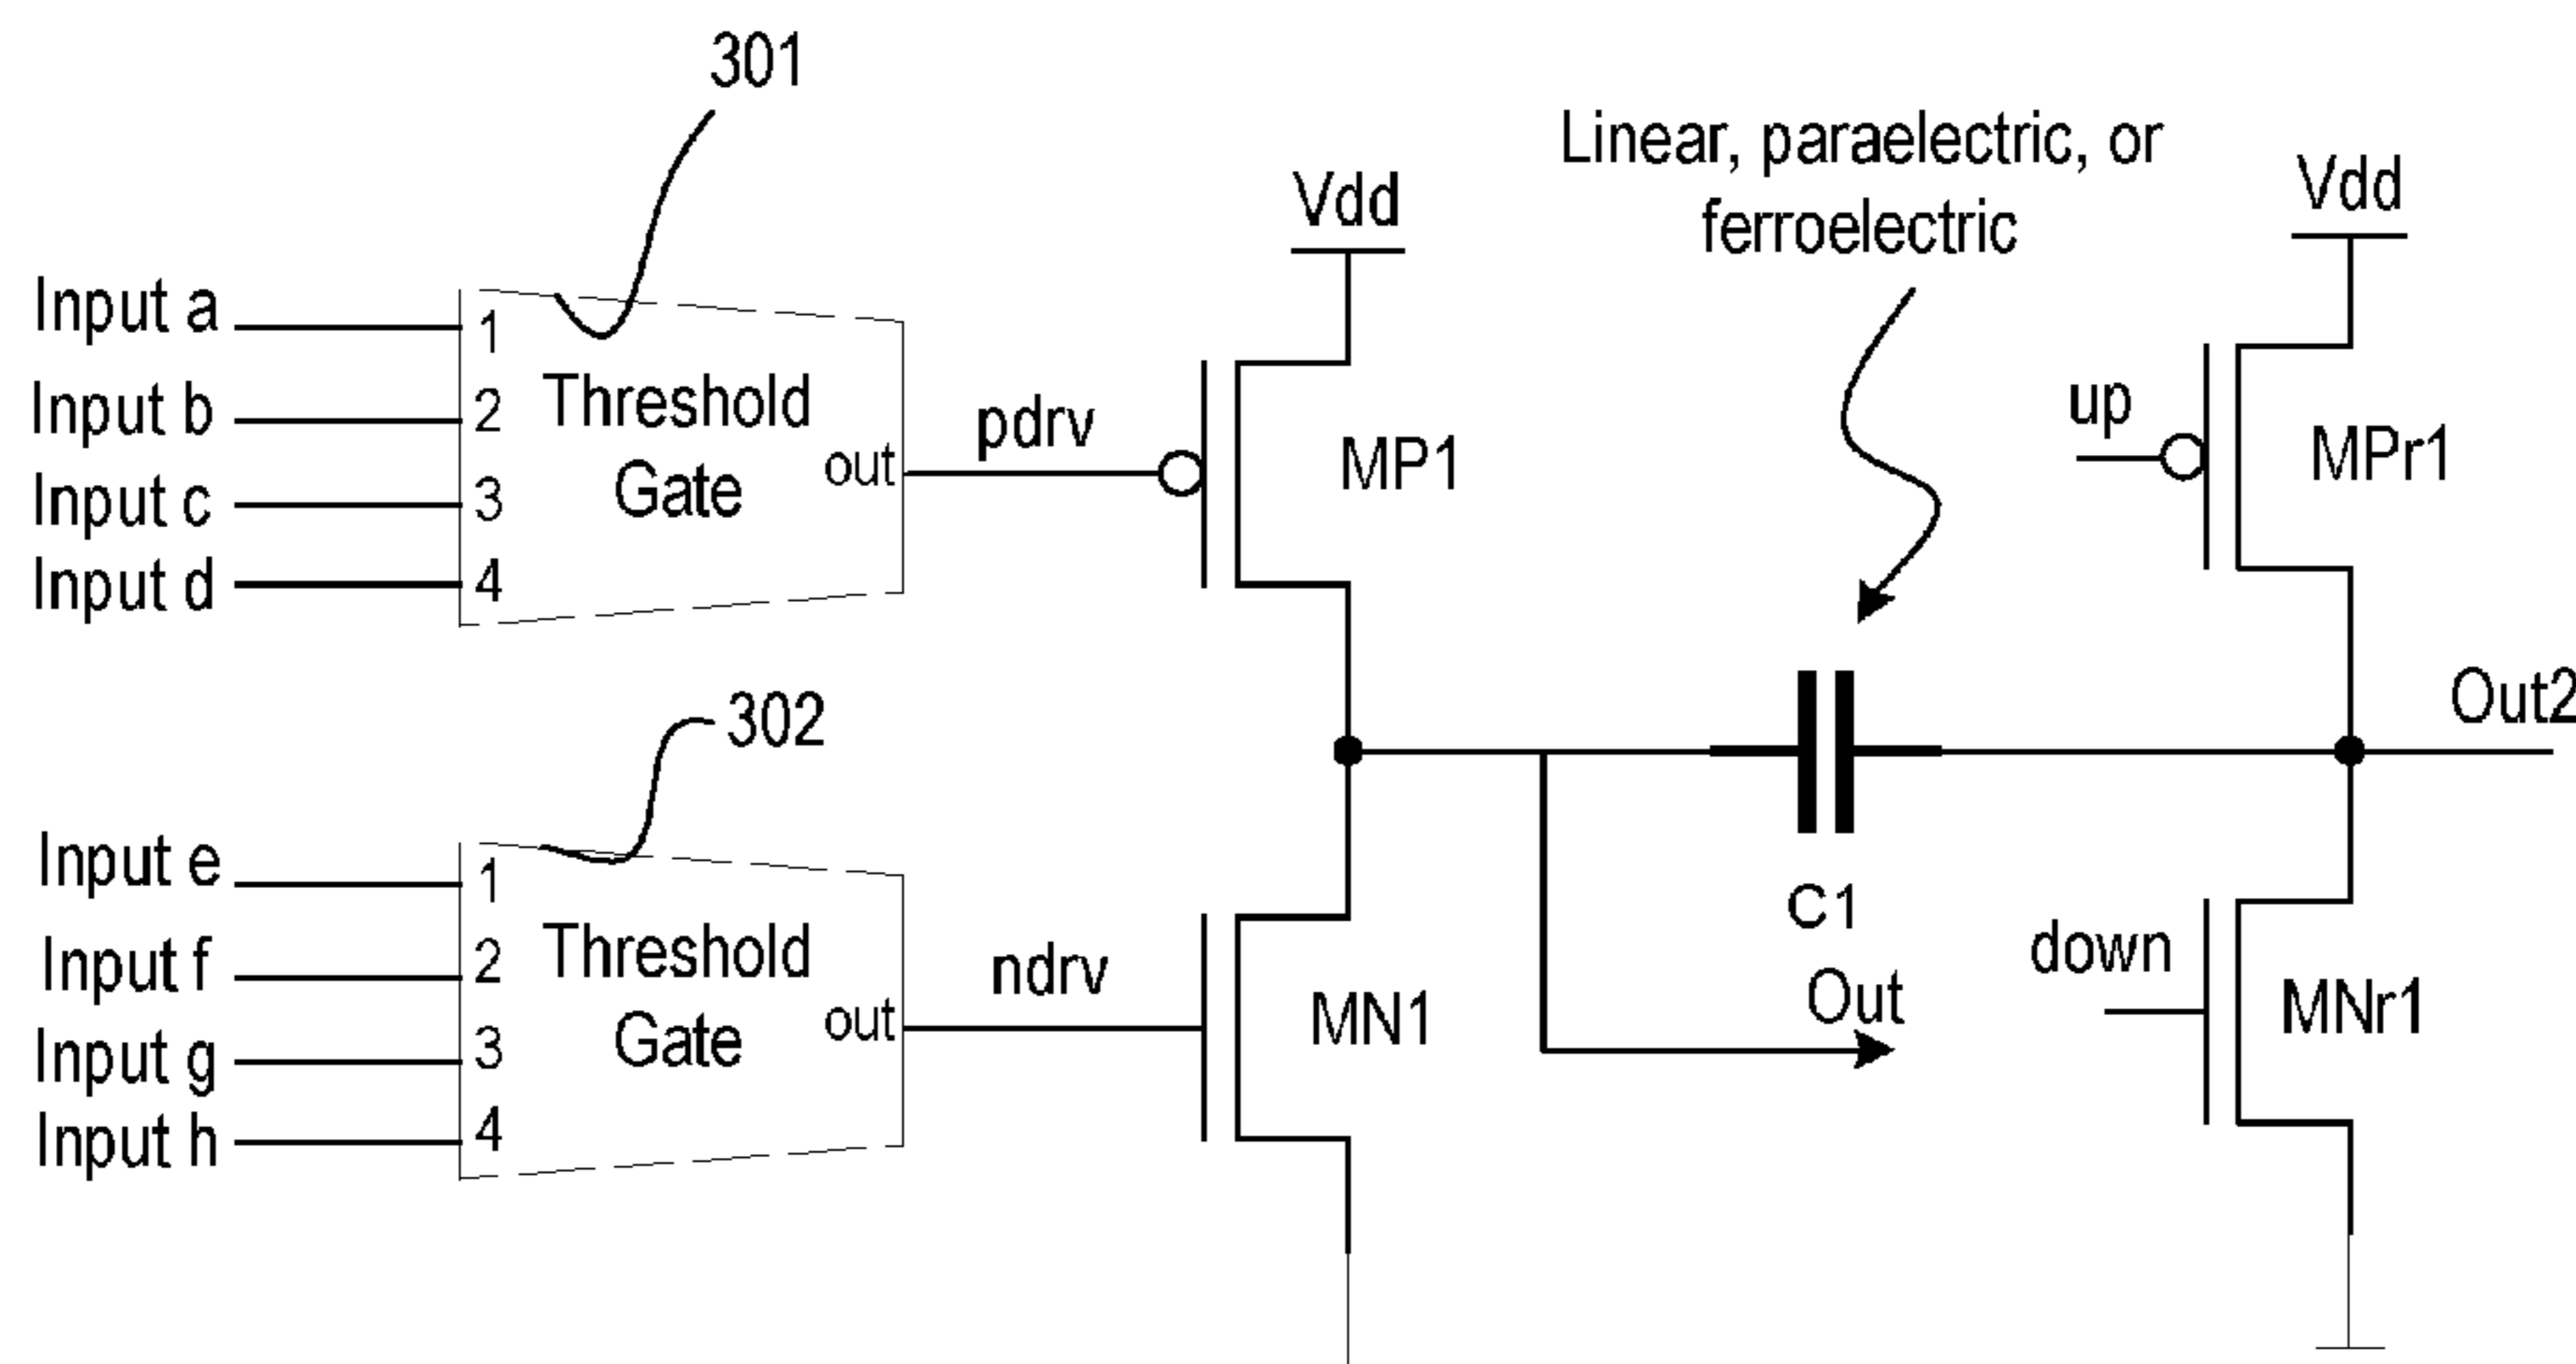 301
Linear, paraelectric, or
ferroelectric
Vdd
Vdd
Input a
1
Input b
2
Input c
3
Input d
4
Threshold
Gate
out
pdrv
MP1
up
MPr1
302
Out2
Input e
1
Input f
2
Input g
3
Input h
4
Threshold
Gate
out
ndrv
MN1
C1
Out
down
MNr1